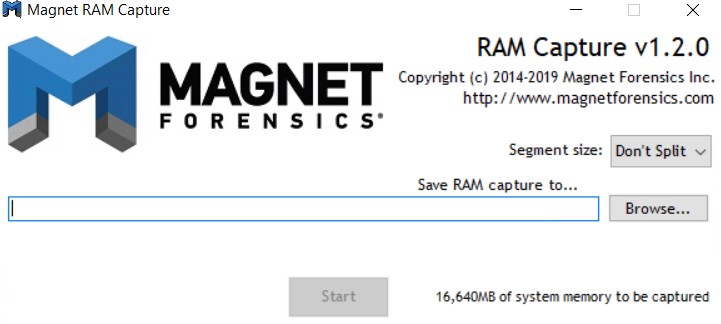 Magnet RAM Capture
RAM Capture v1.2.0
Copyright (c) 2014-2019 Magnet Forensics Inc.
http://www.magnetforensics.com
MAGNET
FORENSICS®
Segment size: Don't Split
Save RAM capture to...
Browse...
Start
16,640MB of system memory to be captured